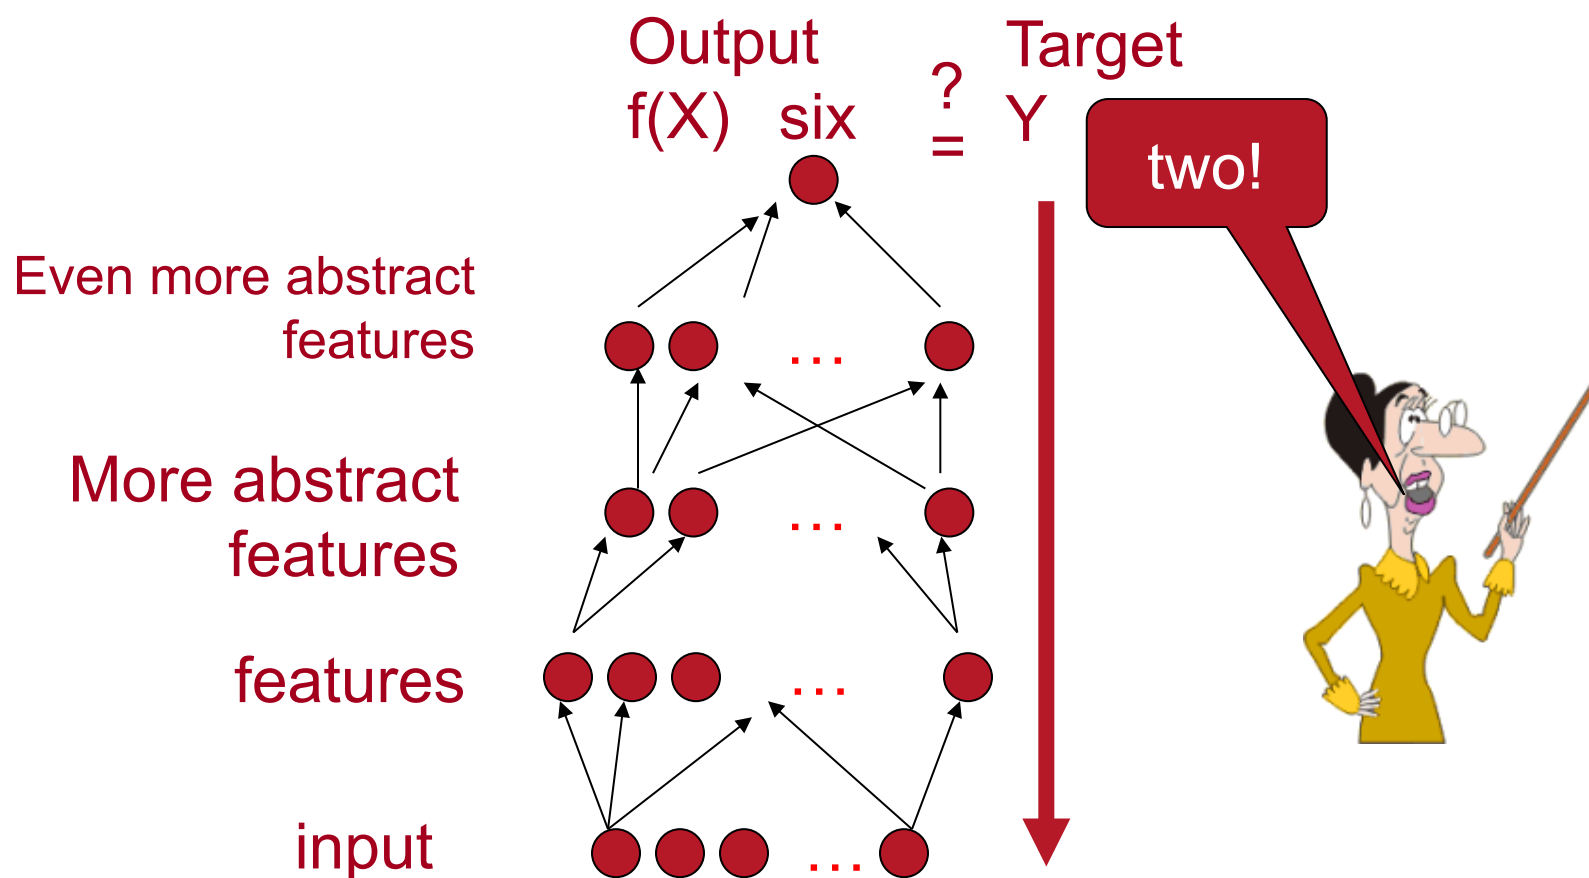 Output
Target
f(X) six
?
=
Y
two!
Even more abstract
features
...
More abstract
features
...
features
...
input
...